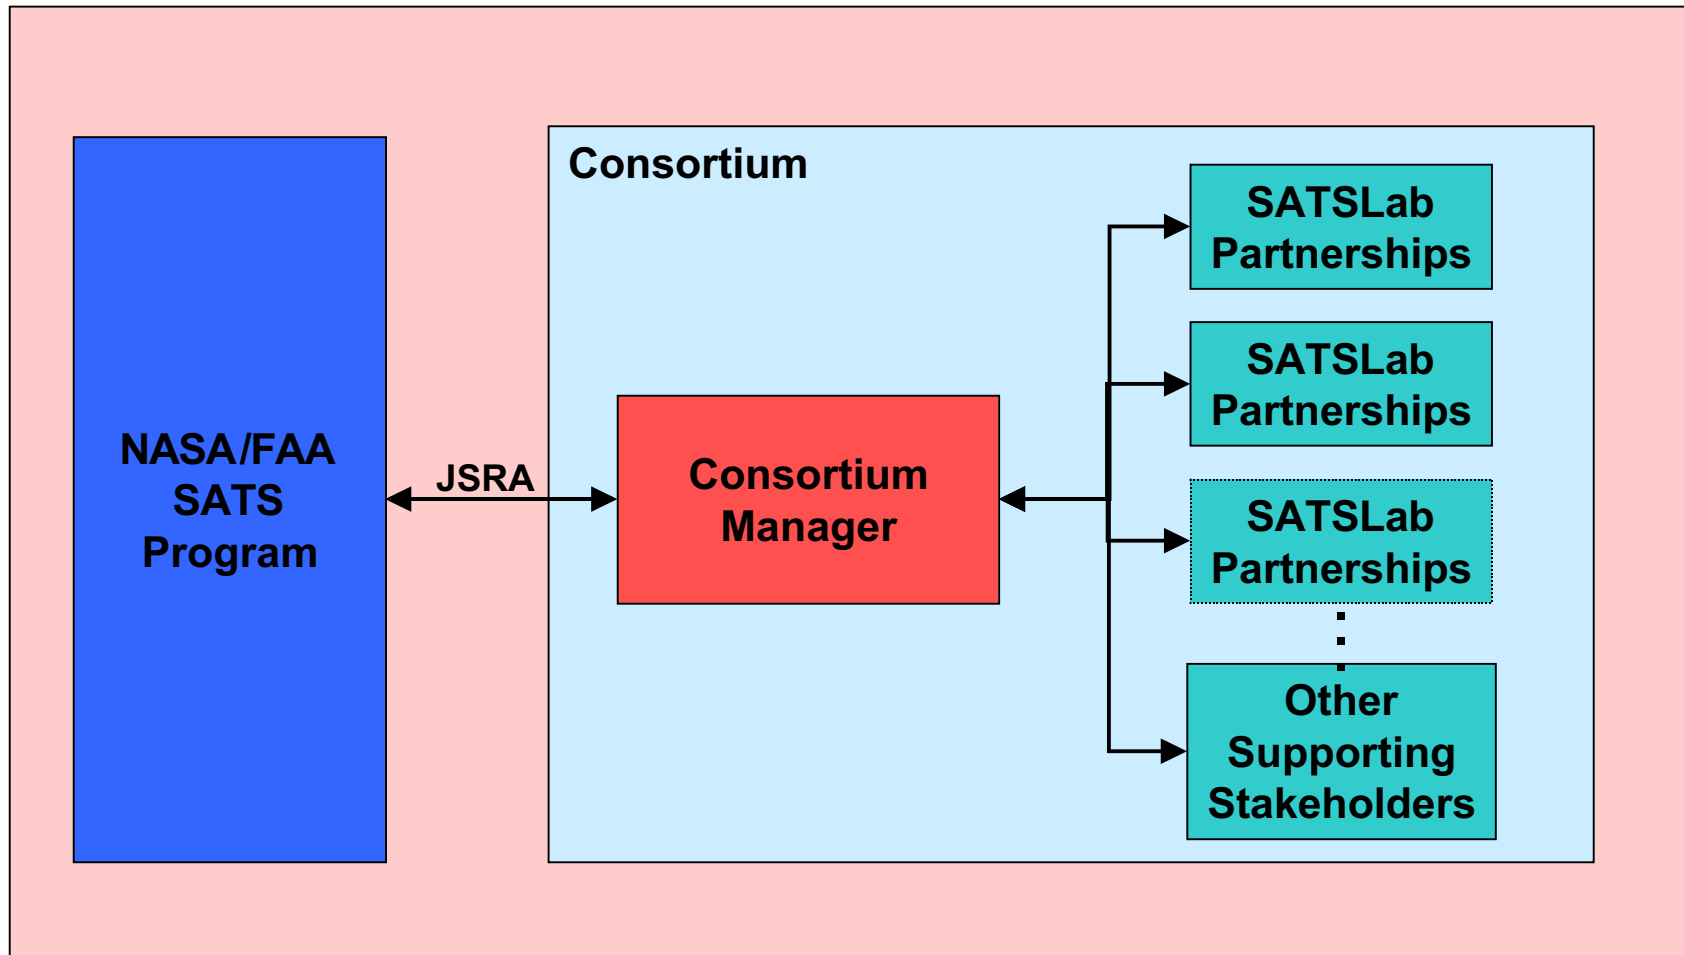 Consortium
SATSLab
Partnerships
SATSLab
Partnerships
NASA/FAA
SATS
Program
JSRA
Consortium
Manager
SATSLab
Partnerships
Other
Supporting
Stakeholders